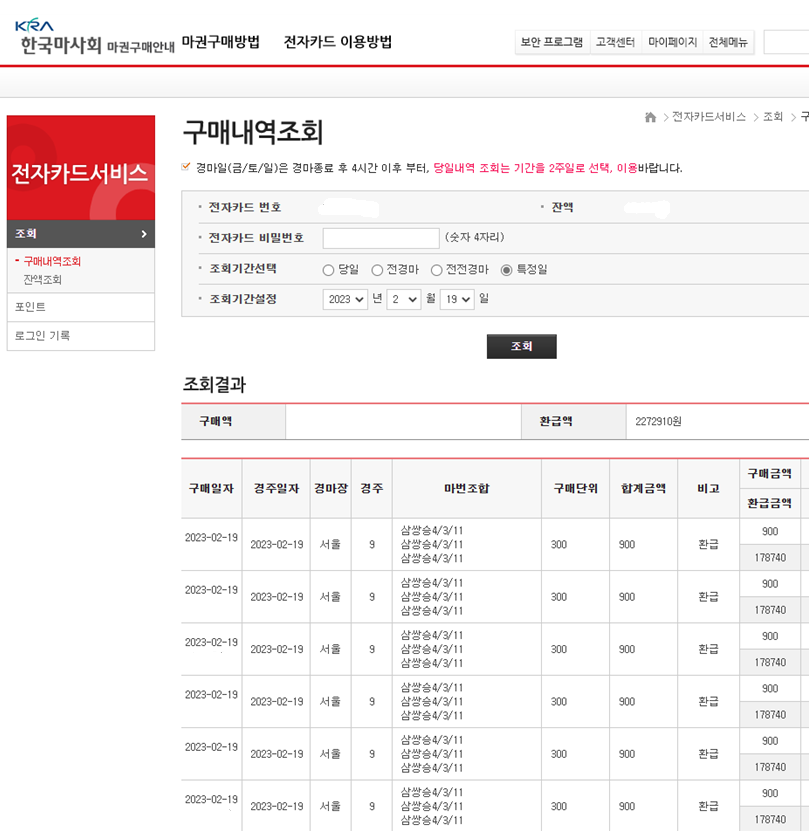 KRA
한국마사회 마권구매안내 마권구매방법 전자카드 이용방법
보안 프로그램 고객센터 마이페이지 전체메뉴
전자카드서비스 > 조회 > 구
전자카드서비스
조회
구매내역조회
잔액조회
포인트
로그인 기록
구매내역조회
경마일(금/토/일)은 경마종료 후 4시간 이후 부터, 당일내역 조회는 기간을 2주일로 선택, 이용바랍니다.
전자카드 번호 잔액
전자카드 비밀번호 (숫자 4자리)
조회기간선택 당일 전경마 전전경마 특정일
조회기간설정 2023 년 2 월 19 일
조회
조회결과
구매액 환급액 2272910원
구매일자 경주일자 경마장 경주 마번조합 구매단위 합계금액 비고 구매금액
환급금액
2023-02-19 2023-02-19 서울 9 삼쌍승4/3/11 300 900 환급 900
삼쌍승4/3/11
삼쌍승4/3/11 178740
2023-02-19 2023-02-19 서울 9 삼쌍승4/3/11 300 900 환급 900
삼쌍승4/3/11
삼쌍승4/3/11 178740
2023-02-19 2023-02-19 서울 9 삼쌍승4/3/11 300 900 환급 900
삼쌍승4/3/11
삼쌍승4/3/11 178740
2023-02-19 2023-02-19 서울 9 삼쌍승4/3/11 300 900 환급 900
삼쌍승4/3/11
삼쌍승4/3/11 178740
2023-02-19 2023-02-19 서울 9 삼쌍승4/3/11 300 900 환급 900
삼쌍승4/3/11
삼쌍승4/3/11 178740
2023-02-19 2023-02-19 서울 9 삼쌍승4/3/11 300 900 환급 900
삼쌍승4/3/11
삼쌍승4/3/11 178740